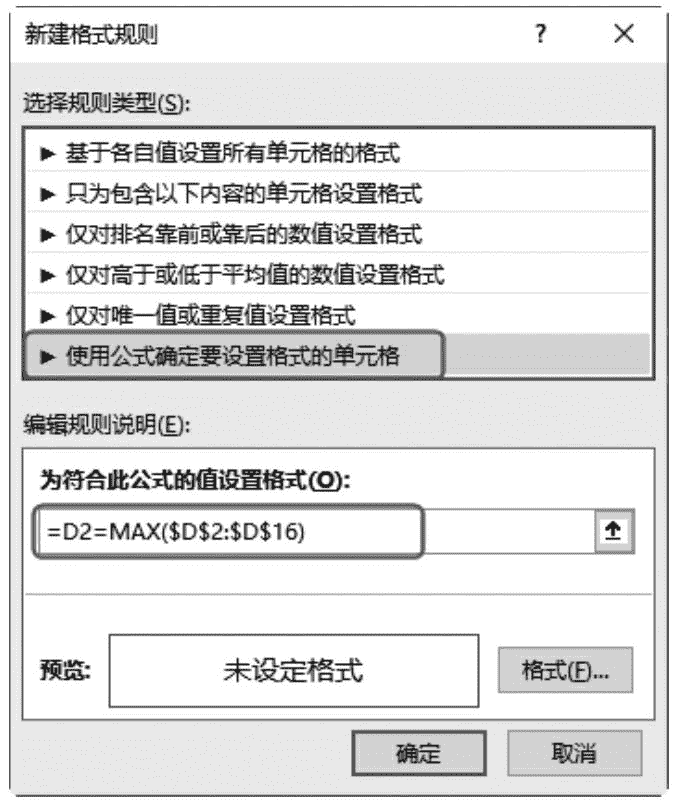 新建格式规则 ? ×
选择规则类型(S):
► 基于各自值设置所有单元格的格式
► 只为包含以下内容的单元格设置格式
► 仅对排名靠前或靠后的数值设置格式
► 仅对高于或低于平均值的数值设置格式
► 仅对唯一值或重复值设置格式
► 使用公式确定要设置格式的单元格
编辑规则说明(E):
为符合此公式的值设置格式(O):
=D2=MAX($D$2:$D$16)
预览: 未设定格式 格式(F)...
确定 取消